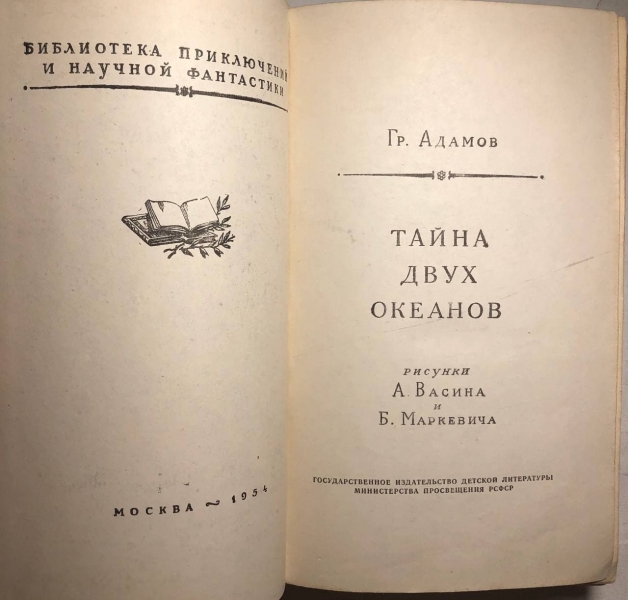 БИБЛИОТЕКА ПРИКЛЮЧЕНИЙ
И НАУЧНОЙ ФАНТАСТИКИ
МОСКВА ~ 1954
Гр. Адамов
ТАЙНА
ДВУХ
ОКЕАНОВ
РИСУНКИ
А. Васина
и
Б. Маркевича
ГОСУДАРСТВЕННОЕ ИЗДАТЕЛЬСТВО ДЕТСКОЙ ЛИТЕРАТУРЫ
МИНИСТЕРСТВА ПРОСВЕЩЕНИЯ РСФСР